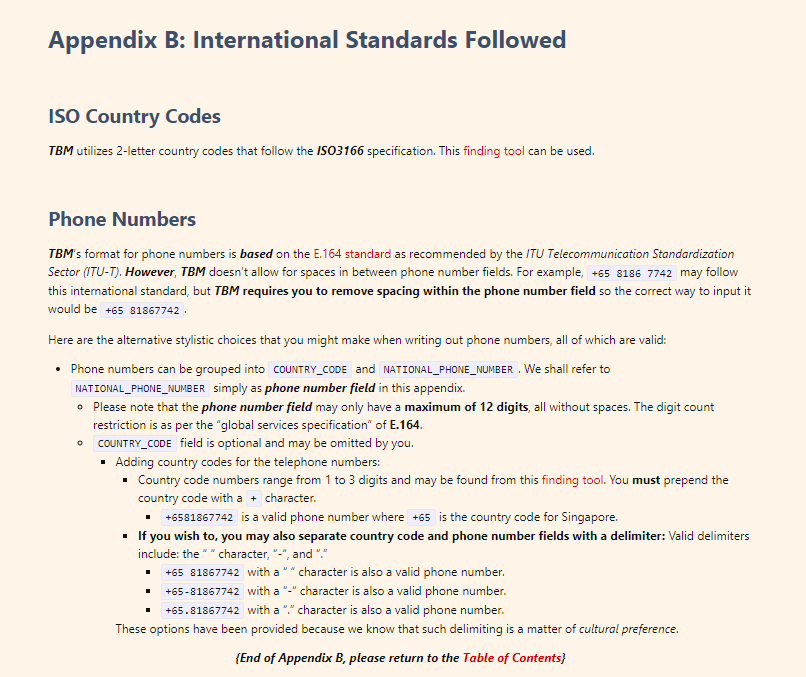 Appendix B: International Standards Followed
ISO Country Codes
TBM utilizes 2-letter country codes that follow the ISO3166 specification. This finding tool can be used.
Phone Numbers
TBM's format for phone numbers is based on the E.164 standard as recommended by the ITU Telecommunication Standardization
Sector (ITU-T). However, TBM doesn't allow for spaces in between phone number fields. For example, +65 8186 7742 may follow
this international standard, but TBM requires you to remove spacing within the phone number field so the correct way to input it
would be +65 81867742.
Here are the alternative stylistic choices that you might make when writing out phone numbers, all of which are valid:
• Phone numbers can be grouped into COUNTRY_CODE and NATIONAL_PHONE_NUMBER. We shall refer to
NATIONAL_PHONE_NUMBER simply as phone number field in this appendix.
◦ Please note that the phone number field may only have a maximum of 12 digits, all without spaces. The digit count
restriction is as per the “global services specification” of E.164.
◦ COUNTRY_CODE field is optional and may be omitted by you.
▪ Adding country codes for the telephone numbers:
▪ Country code numbers range from 1 to 3 digits and may be found from this finding tool. You must prepend the
country code with a + character.
▪ +6581867742 is a valid phone number where +65 is the country code for Singapore.
▪ If you wish to, you may also separate country code and phone number fields with a delimiter: Valid delimiters
include: the “ ” character, “-”, and “.”
▪ +65 81867742 with a “ ” character is also a valid phone number.
▪ +65-81867742 with a “-” character is also a valid phone number.
▪ +65.81867742 with a “.” character is also a valid phone number.
These options have been provided because we know that such delimiting is a matter of cultural preference.
{End of Appendix B, please return to the Table of Contents}